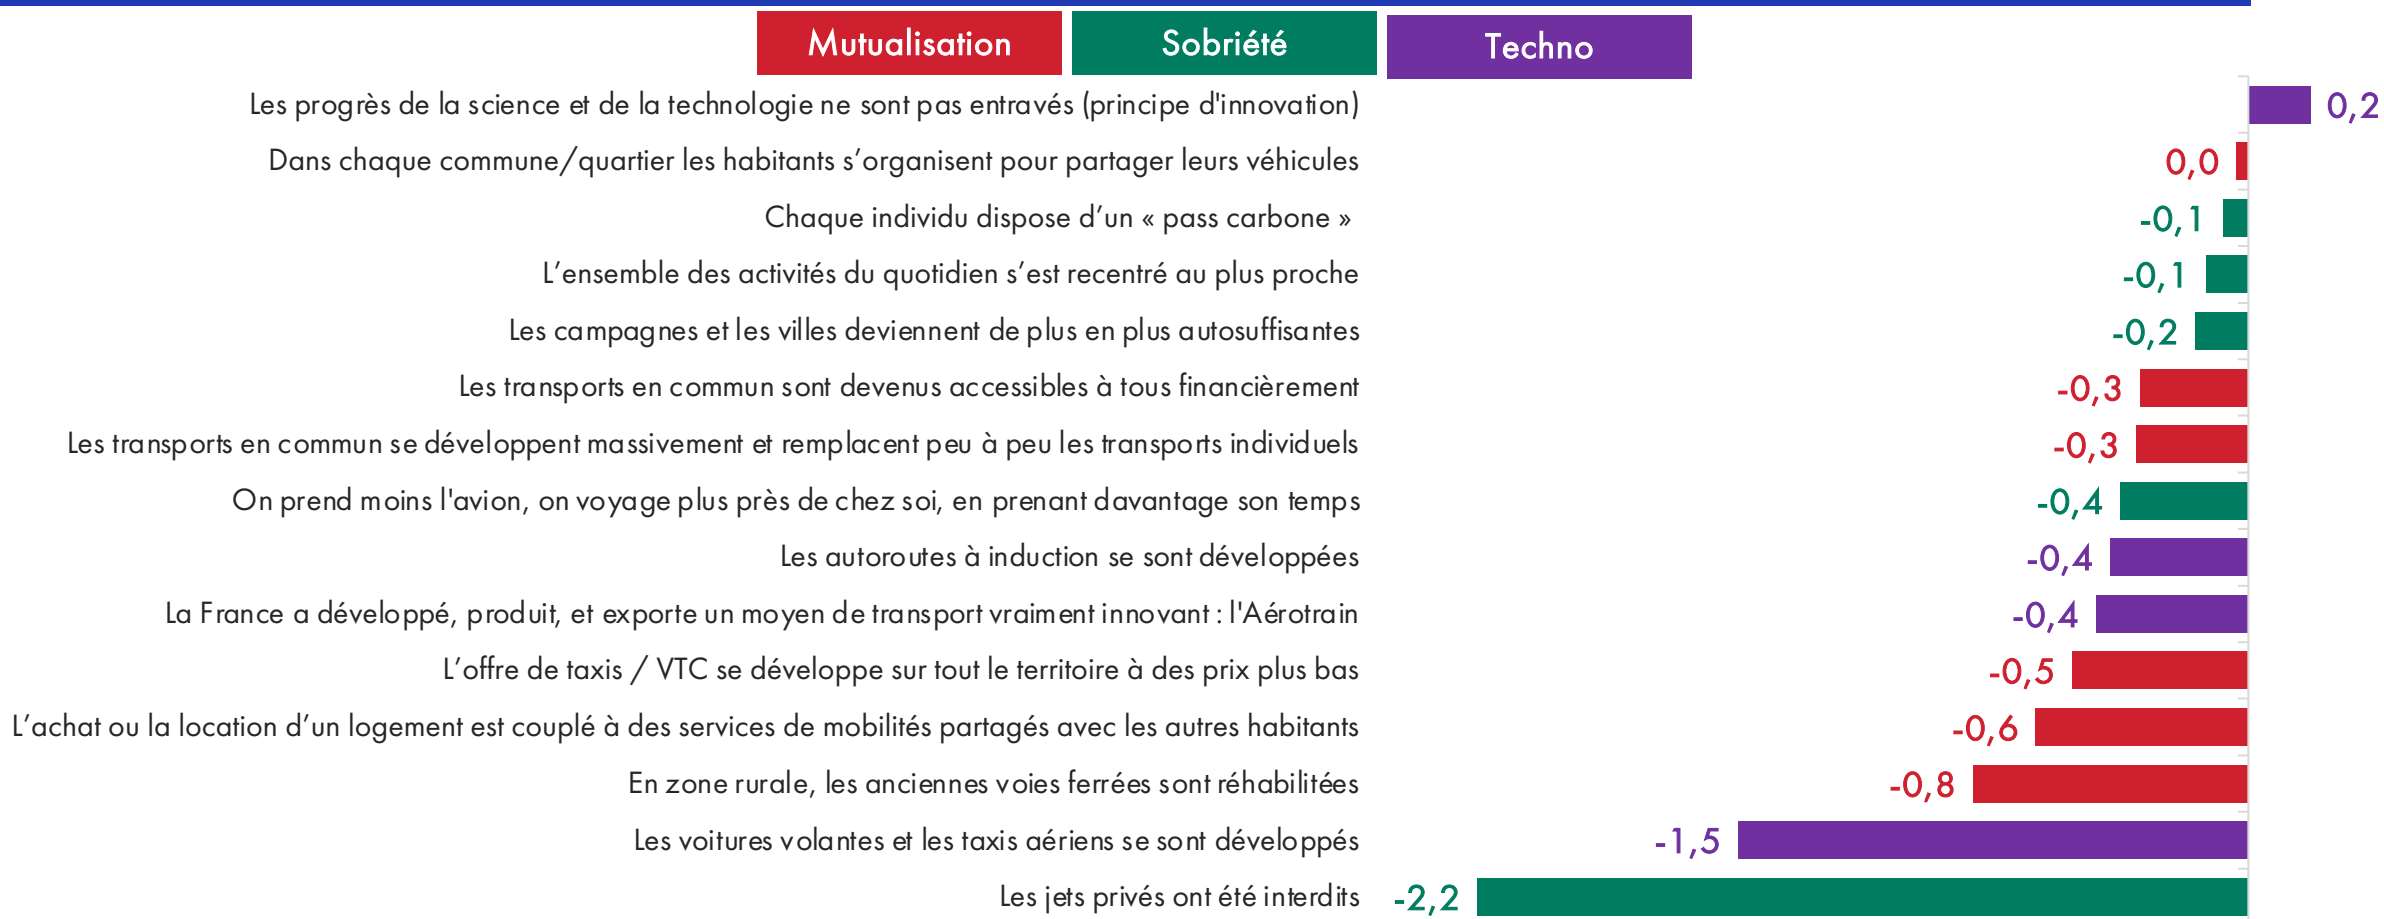 Mutualisation Sobriété Techno
Les progrès de la science et de la technologie ne sont pas entravés (principe d'innovation) 0,2
Dans chaque commune/quartier les habitants s’organisent pour partager leurs véhicules 0,0
Chaque individu dispose d’un « pass carbone » -0,1
L’ensemble des activités du quotidien s’est recentré au plus proche -0,1
Les campagnes et les villes deviennent de plus en plus autosuffisantes -0,2
Les transports en commun sont devenus accessibles à tous financièrement -0,3
Les transports en commun se développent massivement et remplacent peu à peu les transports individuels -0,3
On prend moins l'avion, on voyage plus près de chez soi, en prenant davantage son temps -0,4
Les autoroutes à induction se sont développées -0,4
La France a développé, produit, et exporte un moyen de transport vraiment innovant : l'Aérotrain -0,4
L’offre de taxis / VTC se développe sur tout le territoire à des prix plus bas -0,5
L’achat ou la location d’un logement est couplé à des services de mobilités partagés avec les autres habitants -0,6
En zone rurale, les anciennes voies ferrées sont réhabilitées -0,8
Les voitures volantes et les taxis aériens se sont développés -1,5
Les jets privés ont été interdits -2,2